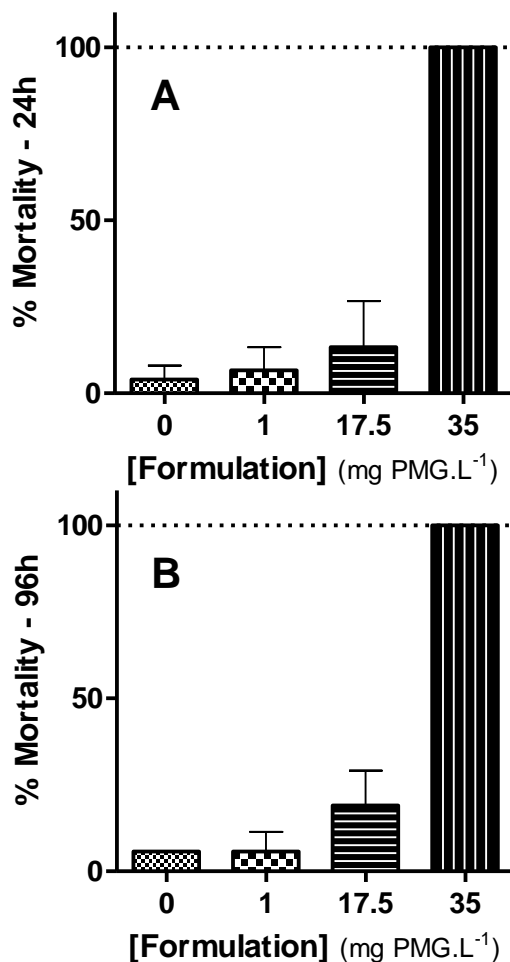 100
A
50
0
% Mortality - 24h
0 1 17.5 35
[Formulation] (mg PMG.L⁻¹)
100
B
50
0
% Mortality - 96h
0 1 17.5 35
[Formulation] (mg PMG.L⁻¹)